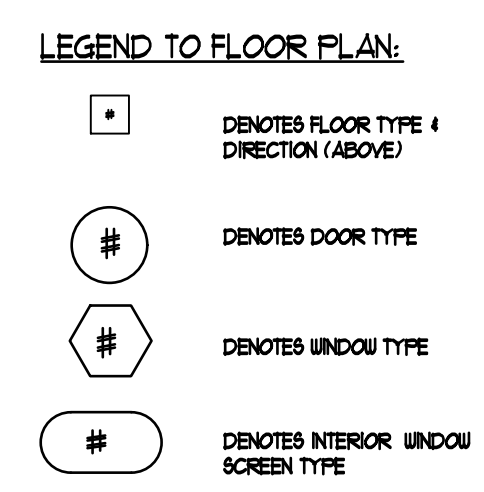 LEGEND TO FLOOR PLAN:
#
DENOTES FLOOR TYPE &
DIRECTION (ABOVE)
#
DENOTES DOOR TYPE
#
DENOTES WINDOW TYPE
#
DENOTES INTERIOR WINDOW
SCREEN TYPE